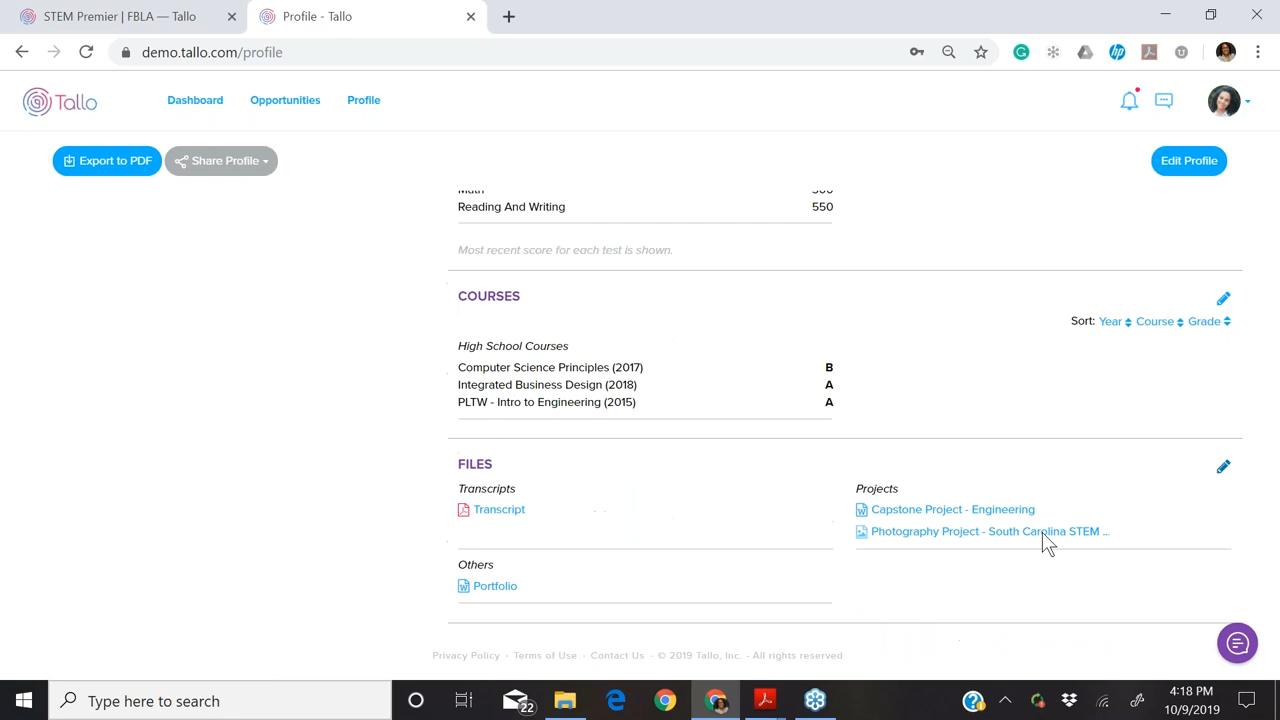 STEM Premier | FBLA — Tallo
Profile - Tallo
demo.tallo.com/profile
Tallo
Dashboard
Opportunities
Profile
Export to PDF
Share Profile
Edit Profile
Reading And Writing 550
Most recent score for each test is shown.
COURSES
Sort: Year Course Grade
High School Courses
Computer Science Principles (2017) B
Integrated Business Design (2018) A
PLTW - Intro to Engineering (2015) A
FILES
Transcripts
Transcript
Projects
Capstone Project - Engineering
Photography Project - South Carolina STEM ...
Others
Portfolio
Privacy Policy · Terms of Use · Contact Us · © 2019 Tallo, Inc. - All rights reserved
Type here to search
22
4:18 PM
10/9/2019